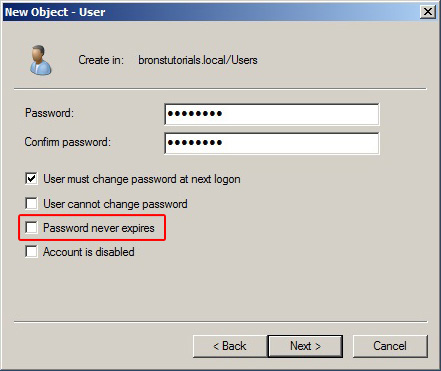 New Object - User
Create in: bronstutorials.local/Users
Password: ••••••••
Confirm password: ••••••••
User must change password at next logon
User cannot change password
Password never expires
Account is disabled
< Back Next > Cancel